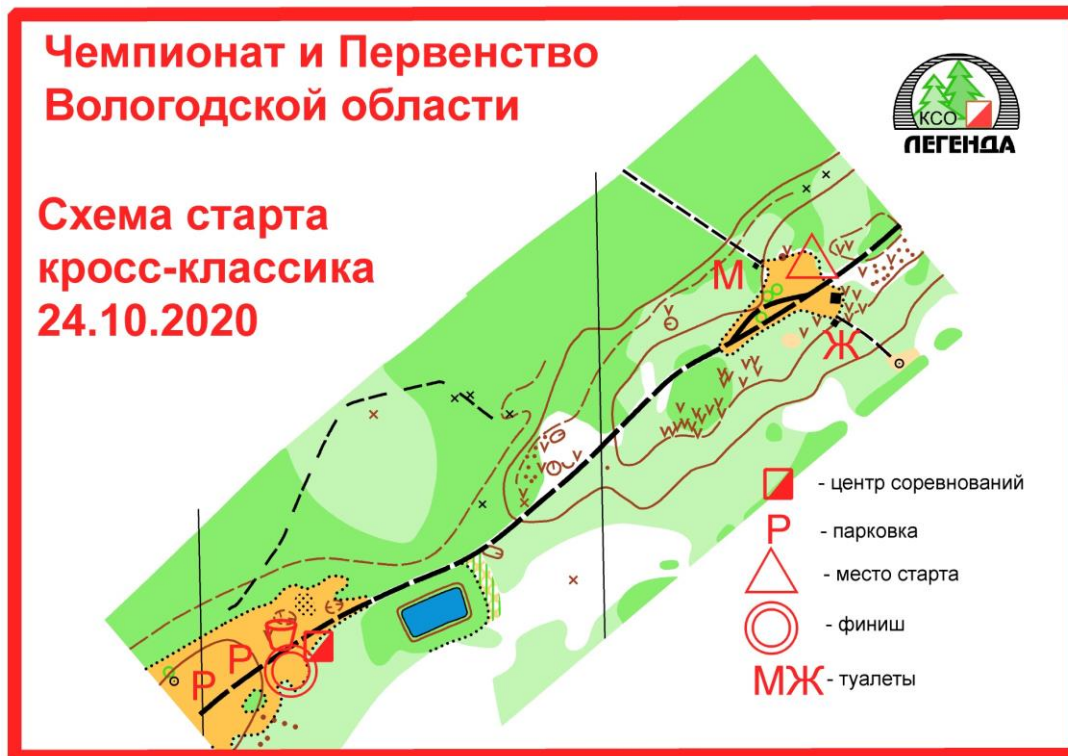 Чемпионат и Первенство
Вологодской области
КСО
ЛЕГЕНДА
Схема старта
кросс-классика
24.10.2020
М
Ж
Р
Р
- центр соревнований
Р - парковка
- место старта
- финиш
МЖ - туалеты